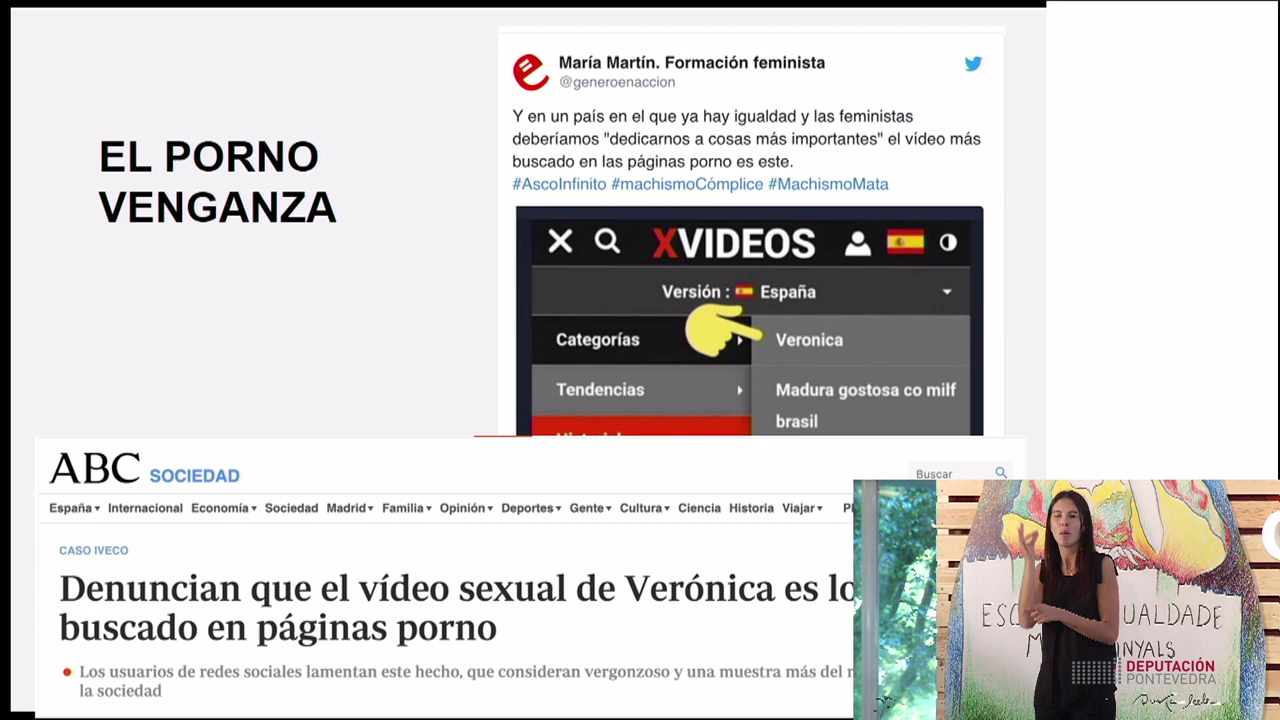 EL PORNO
VENGANZA
María Martín. Formación feminista
@generoenaccion
Y en un país en el que ya hay igualdad y las feministas
deberíamos "dedicarnos a cosas más importantes" el vídeo más
buscado en las páginas porno es este.
#AscoInfinito #machismoCómplice #MachismoMata
XVIDEOS
Versión : España
Categorías
Veronica
Tendencias
Madura gostosa co milf
brasil
ABC SOCIEDAD
Buscar
España Internacional Economía Sociedad Madrid Familia Opinión Deportes Gente Cultura Ciencia Historia Viajar
CASO IVECO
Denuncian que el vídeo sexual de Verónica es lo
buscado en páginas porno
Los usuarios de redes sociales lamentan este hecho, que consideran vergonzoso y una muestra más del
la sociedad
DEPUTACIÓN
PONTEVEDRA